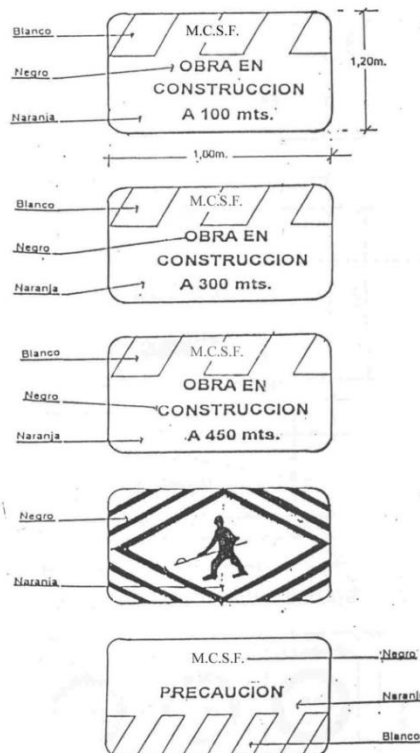 Blanco
M.C.S.F.
Negro
OBRA EN
CONSTRUCCION
Naranja
A 100 mts.
1,20m.
1,00m.
Blanco
M.C.S.F.
Negro
OBRA EN
CONSTRUCCION
Naranja
A 300 mts.
Blanco
M.C.S.F.
OBRA EN
Negro
CONSTRUCCION
Naranja
A 450 mts.
Negro
Naranja
M.C.S.F.
Negro
PRECAUCION
Naranja
Blanco